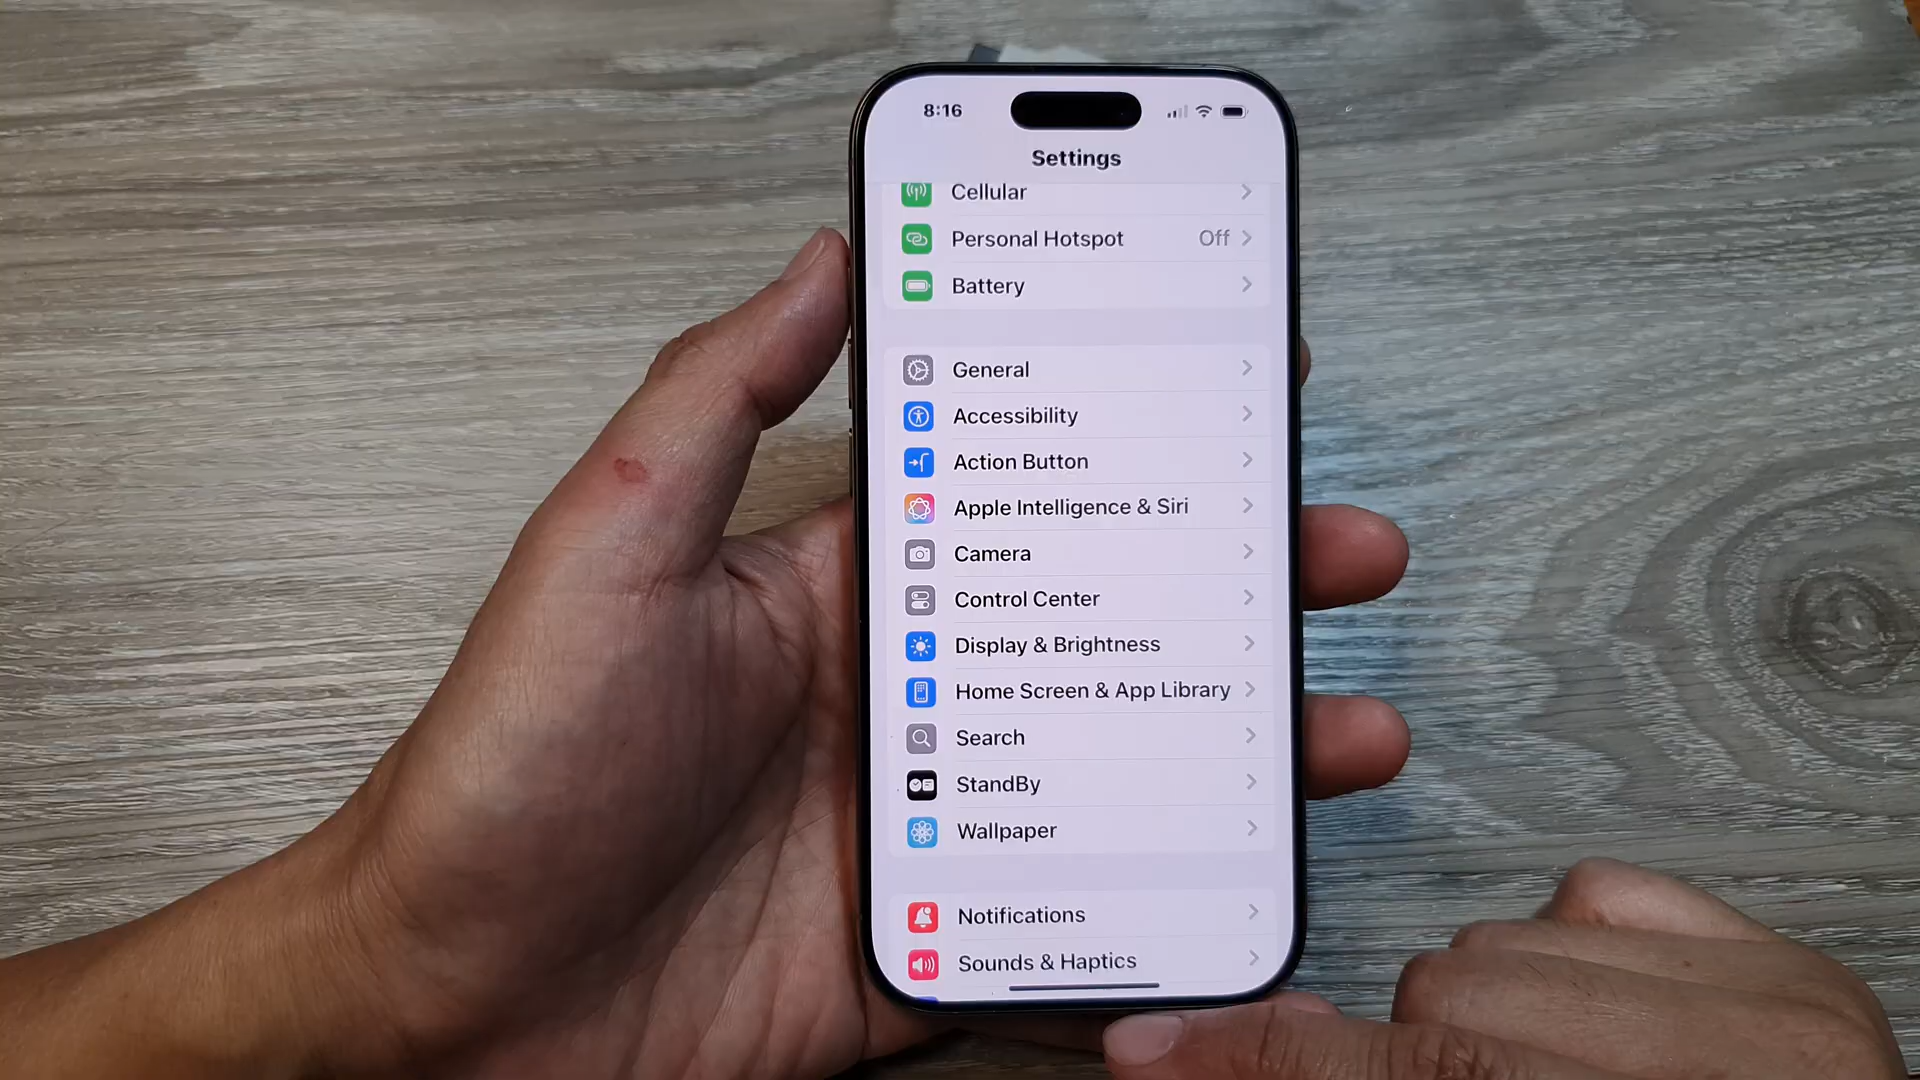 8:16
Settings
Cellular
Personal Hotspot Off
Battery
General
Accessibility
Action Button
Apple Intelligence & Siri
Camera
Control Center
Display & Brightness
Home Screen & App Library
Search
StandBy
Wallpaper
Notifications
Sounds & Haptics